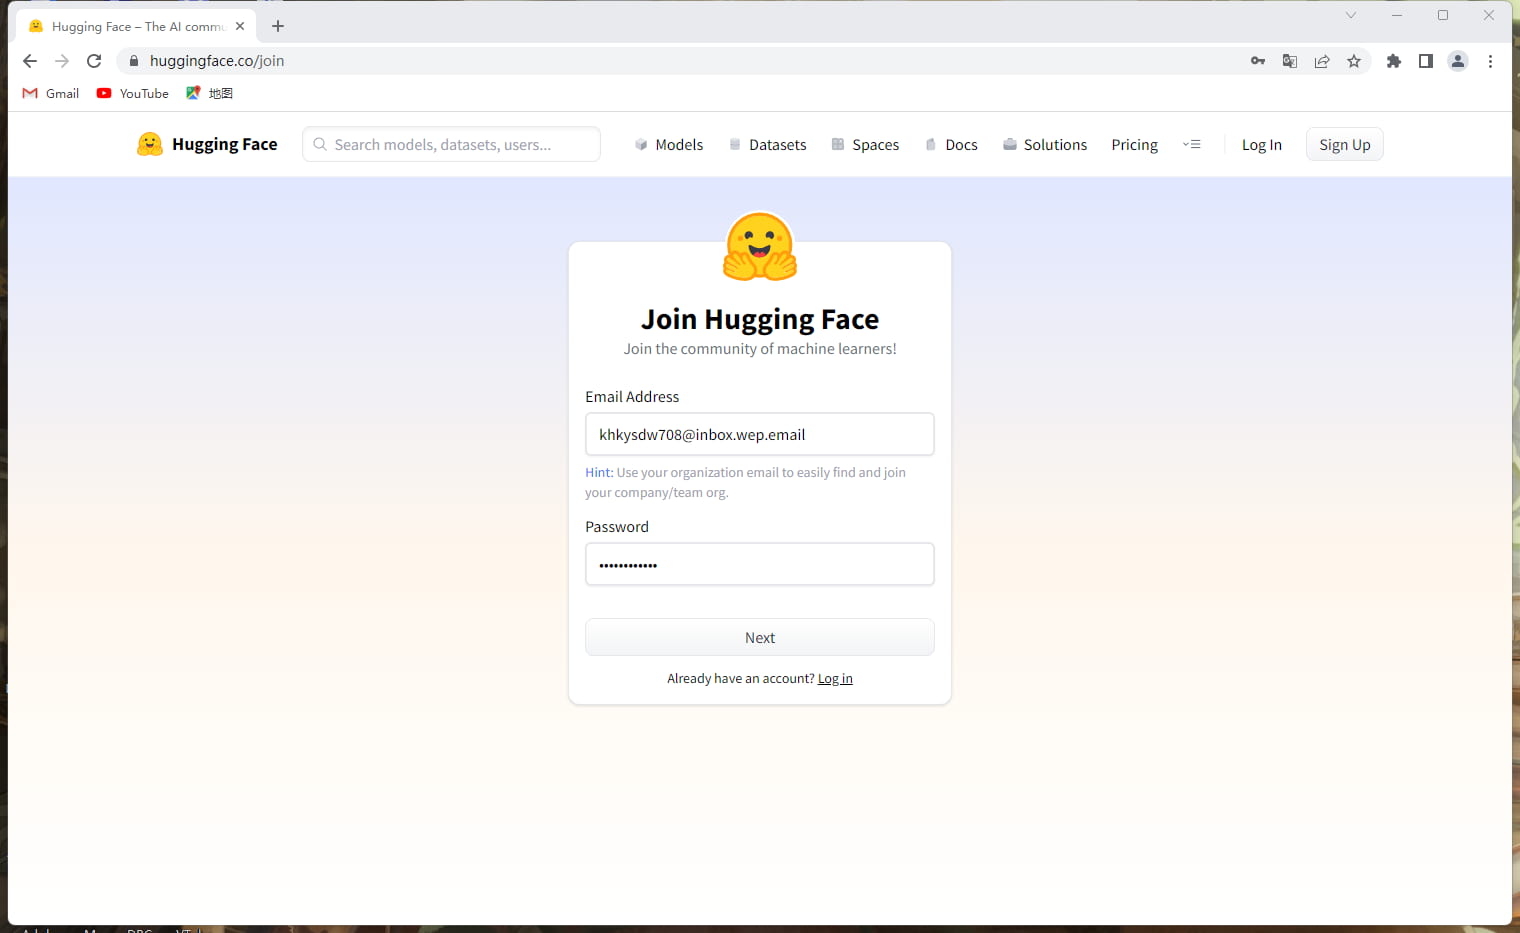 Hugging Face – The AI commu
huggingface.co/join
Gmail YouTube 地图
Hugging Face Search models, datasets, users... Models Datasets Spaces Docs Solutions Pricing Log In Sign Up
Join Hugging Face
Join the community of machine learners!
Email Address
khkysdw708@inbox.wep.email
Hint: Use your organization email to easily find and join
your company/team org.
Password
••••••••••••
Next
Already have an account? Log in